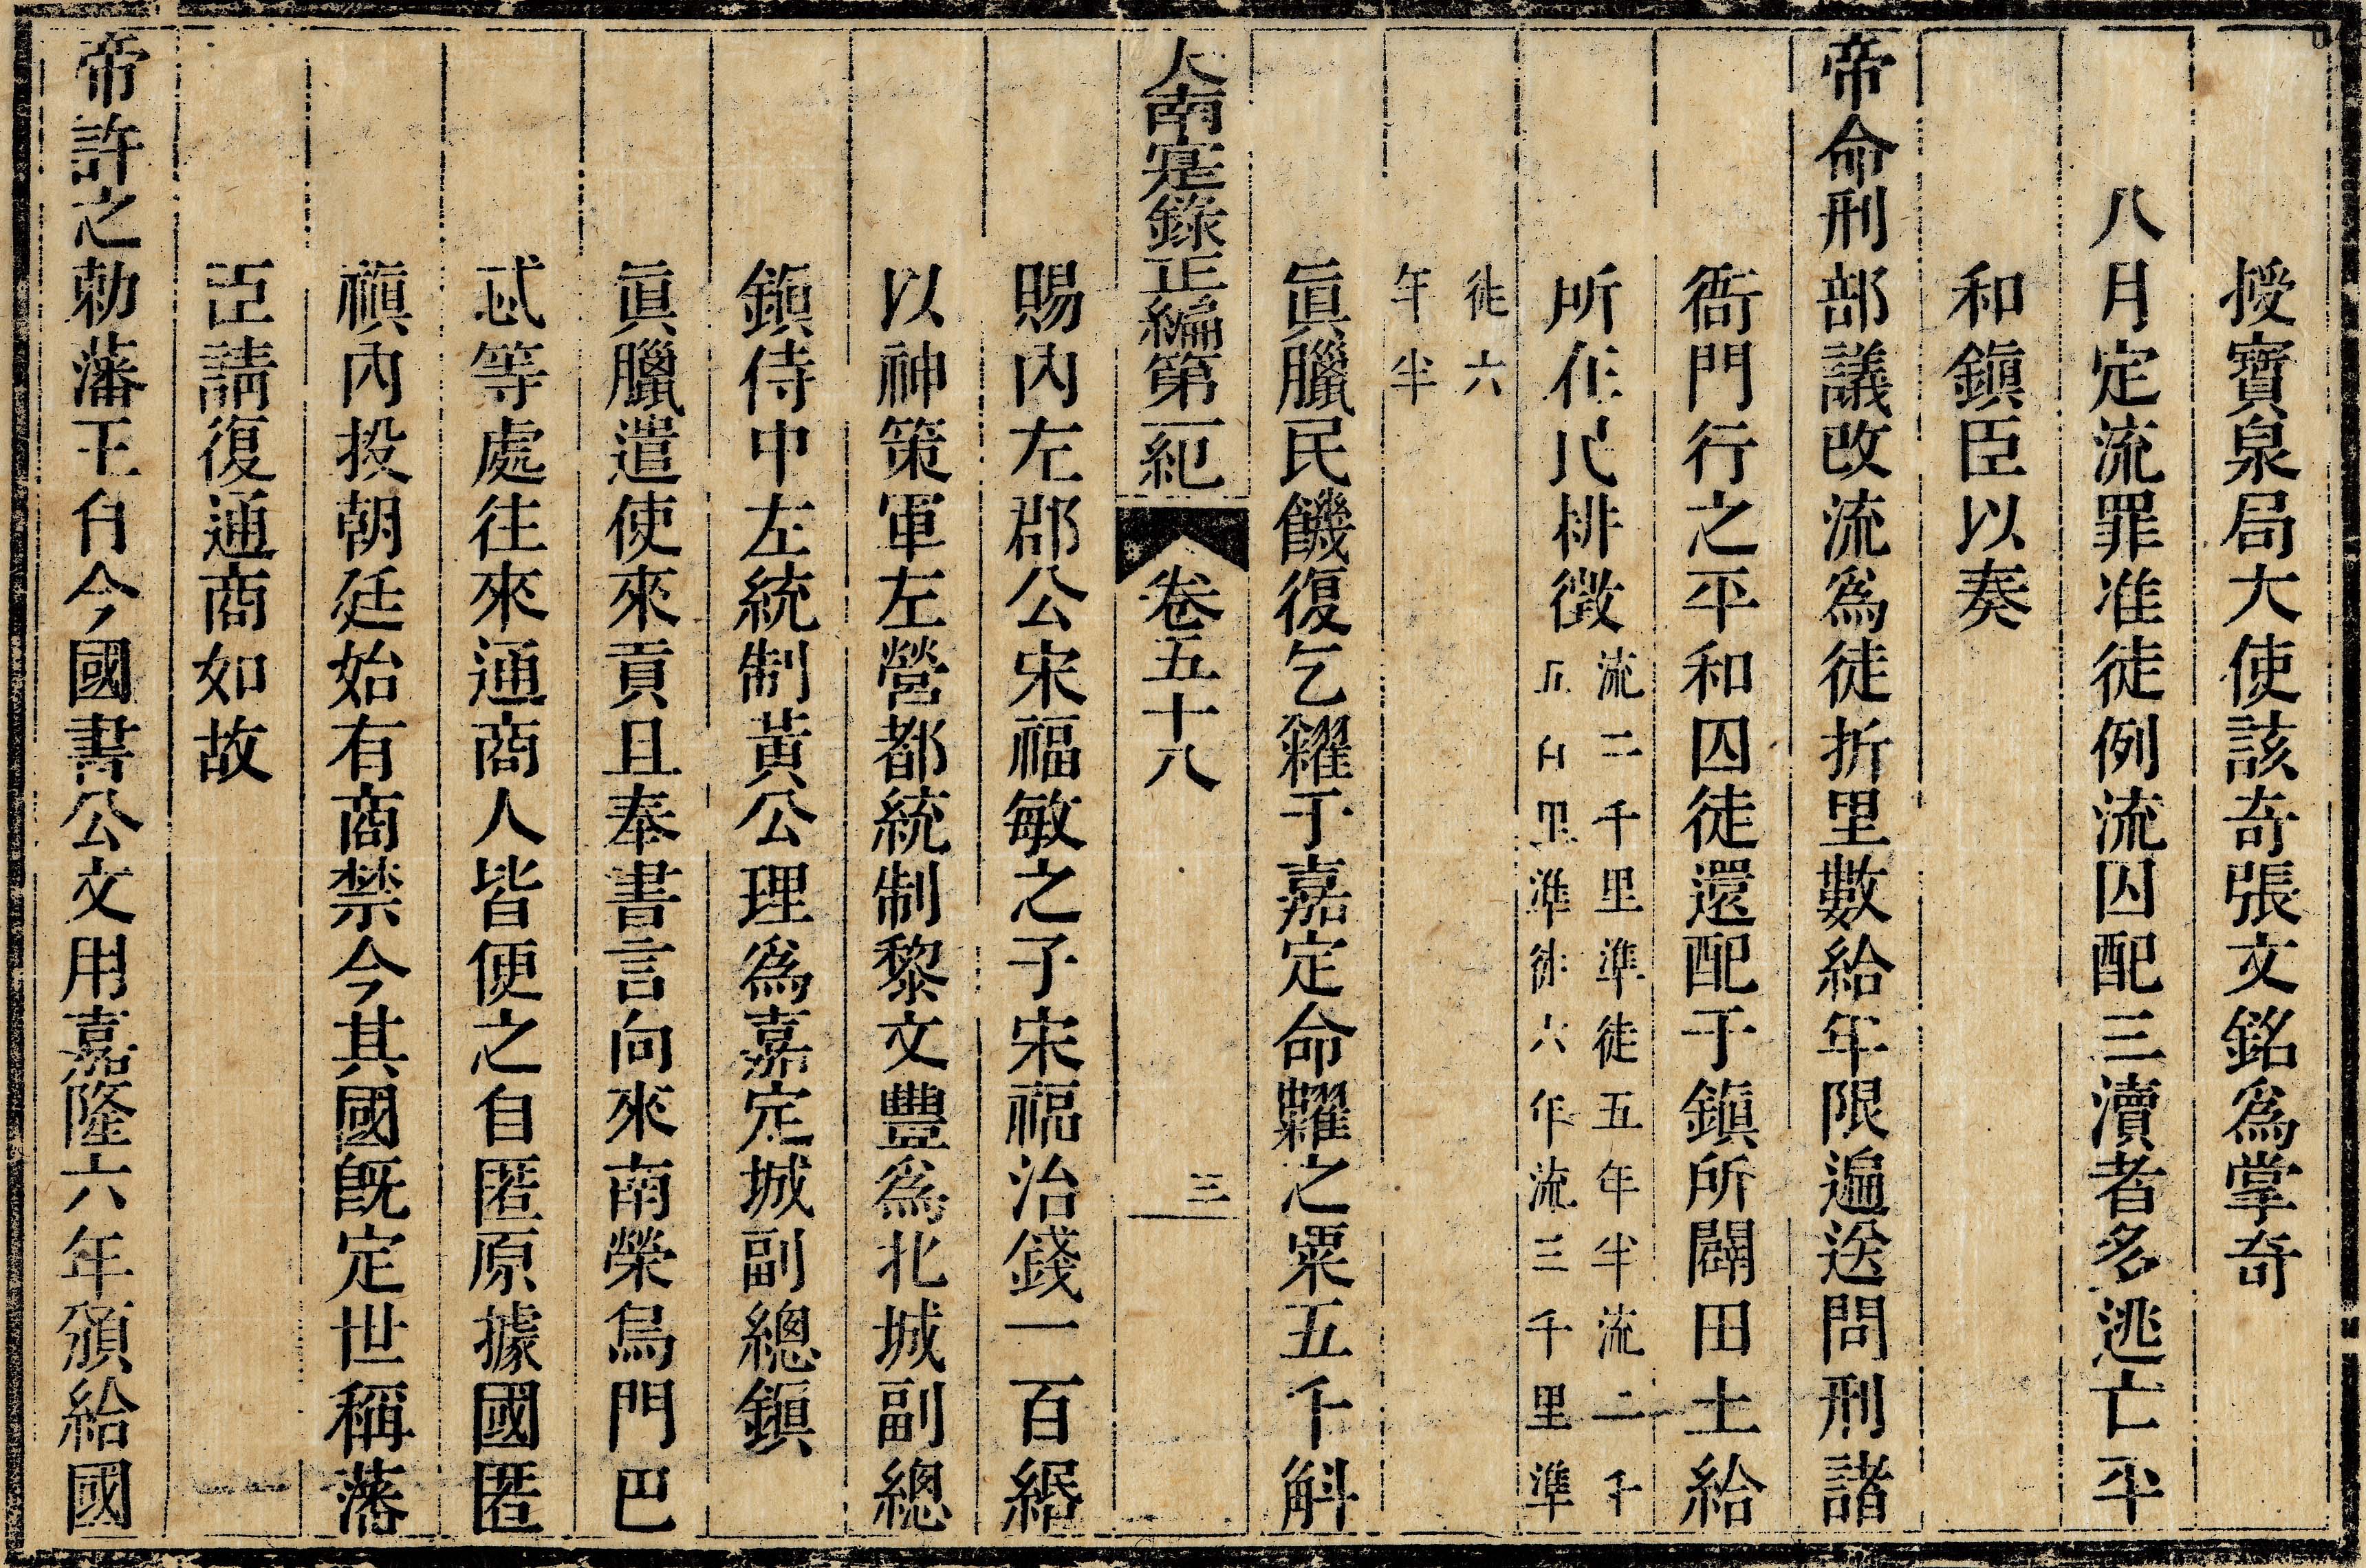 授寳泉局大使該奇張文銘爲掌奇
八月定流罪准徒例流囚配三瀆者多逃亡平
和鎭臣以奏
帝命刑部議改流爲徒折里數給年限遍送問刑諸
衙門行之平和囚徒還配于鎭所闢田土給
所在民排徵流二千里準徒五年半流二千
五百里準徒六年流三千里準
徒六
年半
眞臘民饑復乞糴于嘉定命糶之粟五千斛
大南寔錄正編第一紀 卷五十八 三
賜內左郡公宋福敏之子宋福治錢一百緡
以神策軍左營都統制黎文豐爲北城副總
鎭侍中左統制黃公理爲嘉定城副總鎭
眞臘遣使來貢且奉書言向來南榮烏門巴
忒等處往來通商人皆便之自匿原據國匿
禛內投朝廷始有商禁今其國旣定世稱藩
臣請復通商如故
帝許之勅藩王自今國書公文用嘉隆六年頒給國